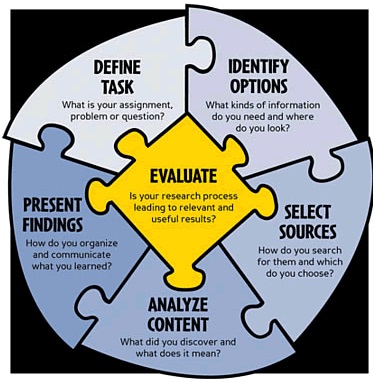 DEFINE
TASK
What is your assignment,
problem or question?
IDENTIFY
OPTIONS
What kinds of information
do you need and where
do you look?
EVALUATE
Is your research process
leading to relevant and
useful results?
SELECT
SOURCES
How do you search
for them and which
do you choose?
ANALYZE
CONTENT
What did you discover and
what does it mean?
PRESENT
FINDINGS
How do you organize
and communicate
what you learned?